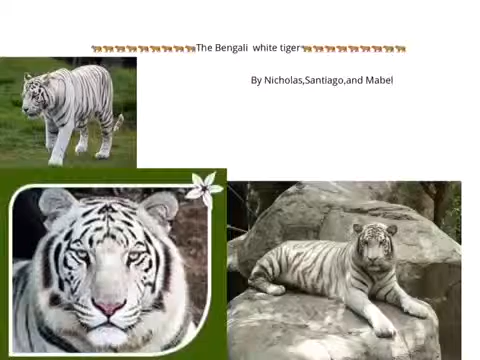 🐅🐅🐅🐅🐅🐅🐅🐅🐅The Bengali  white tiger🐅🐅🐅🐅🐅🐅🐅🐅🐅
By Nicholas,Santiago,and Mabel